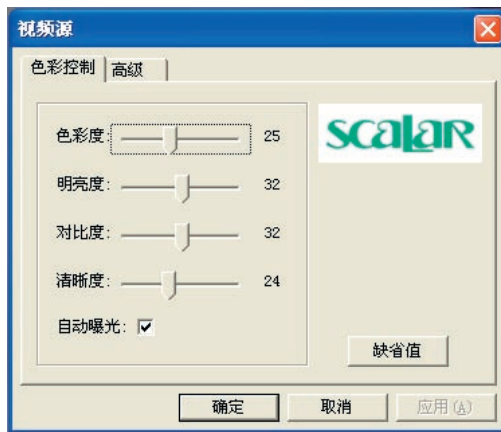 视频源
色彩控制 高级
色彩度: 25
scalar
明亮度: 32
对比度: 32
清晰度: 24
自动曝光:
缺省值
确定 取消 应用(A)